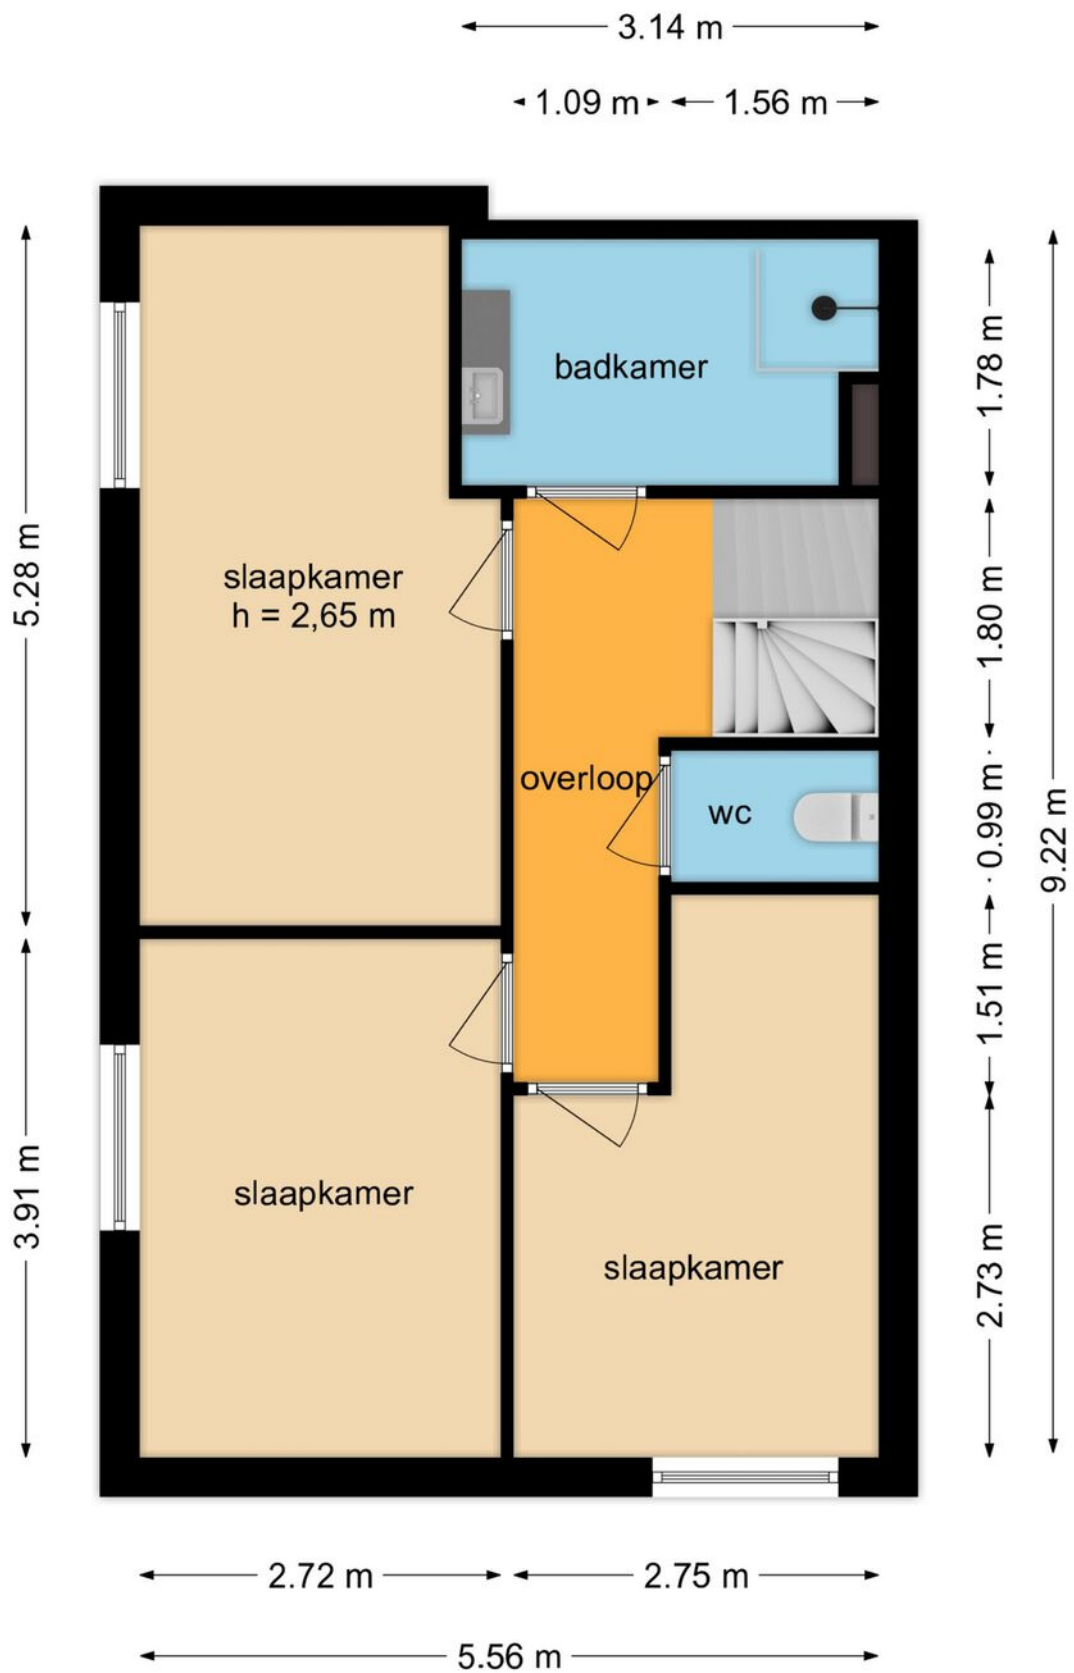 3.14 m
1.09 m
1.56 m
badkamer
1.78 m
5.28 m
slaapkamer
h = 2,65 m
1.80 m
overloop
wc
0.99 m
9.22 m
1.51 m
3.91 m
slaapkamer
slaapkamer
2.73 m
2.72 m
2.75 m
5.56 m